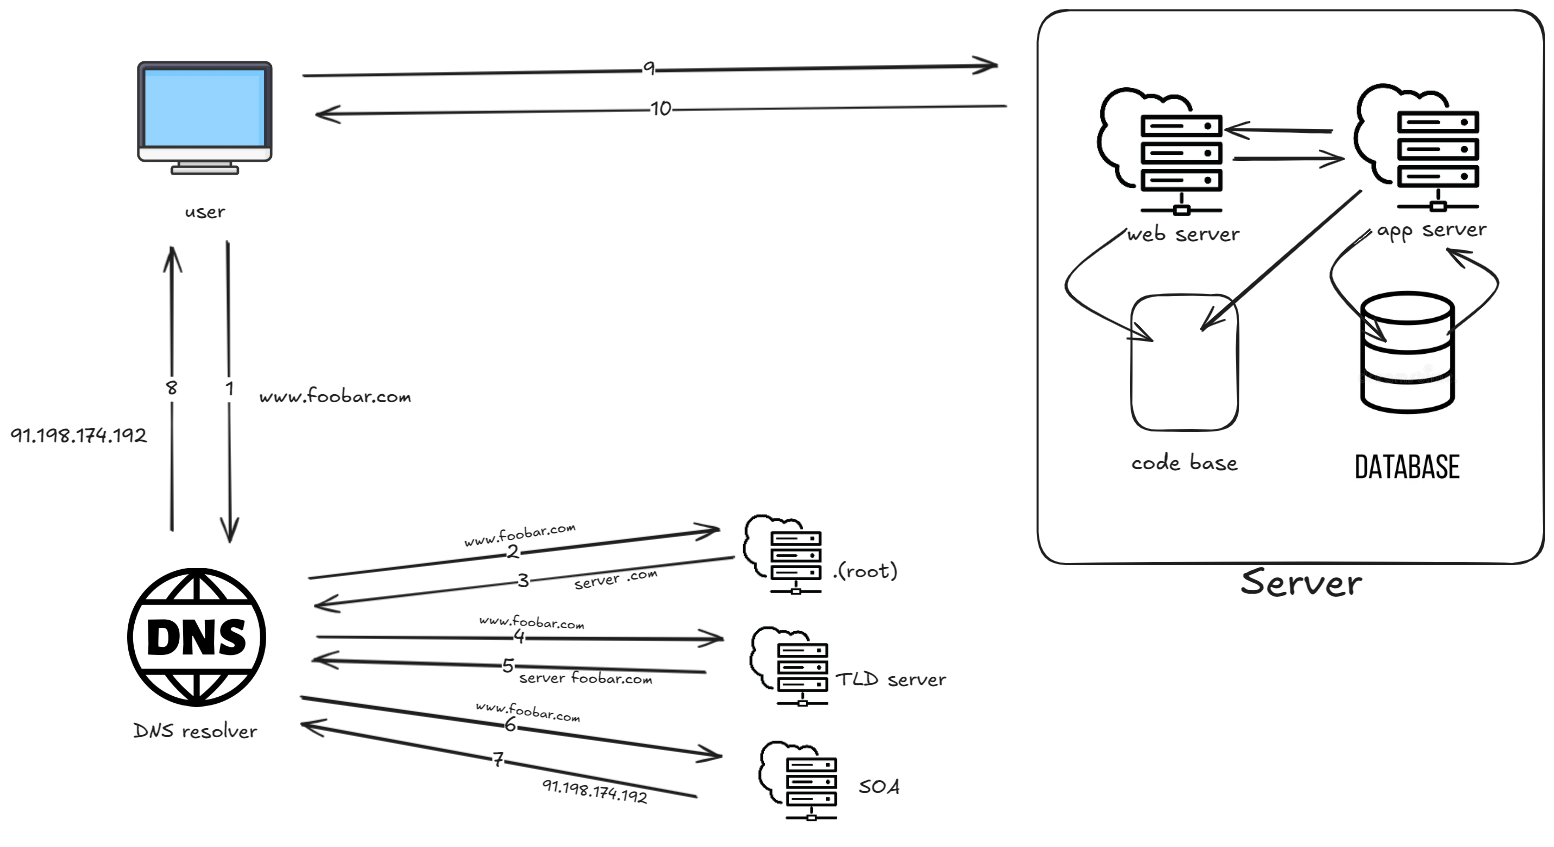 9
10
user
web server
app server
8
1
www.foobar.com
91.198.174.192
code base
DATABASE
Server
www.foobar.com
2
3
server .com
.(root)
www.foobar.com
4
5
server foobar.com
TLD server
www.foobar.com
6
7
91.198.174.192
SOA
DNS
DNS resolver